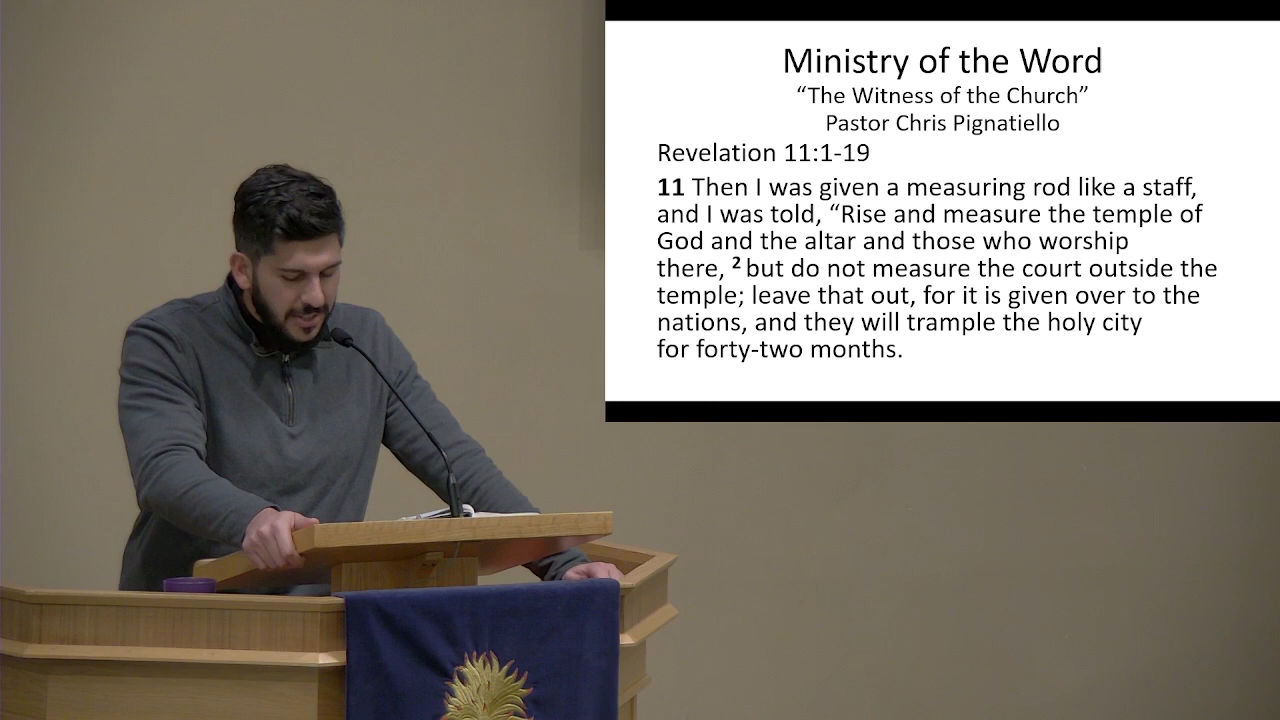 Ministry of the Word
“The Witness of the Church”
Pastor Chris Pignatiello
Revelation 11:1-19
11 Then I was given a measuring rod like a staff,
and I was told, “Rise and measure the temple of
God and the altar and those who worship
there, 2 but do not measure the court outside the
temple; leave that out, for it is given over to the
nations, and they will trample the holy city
for forty-two months.